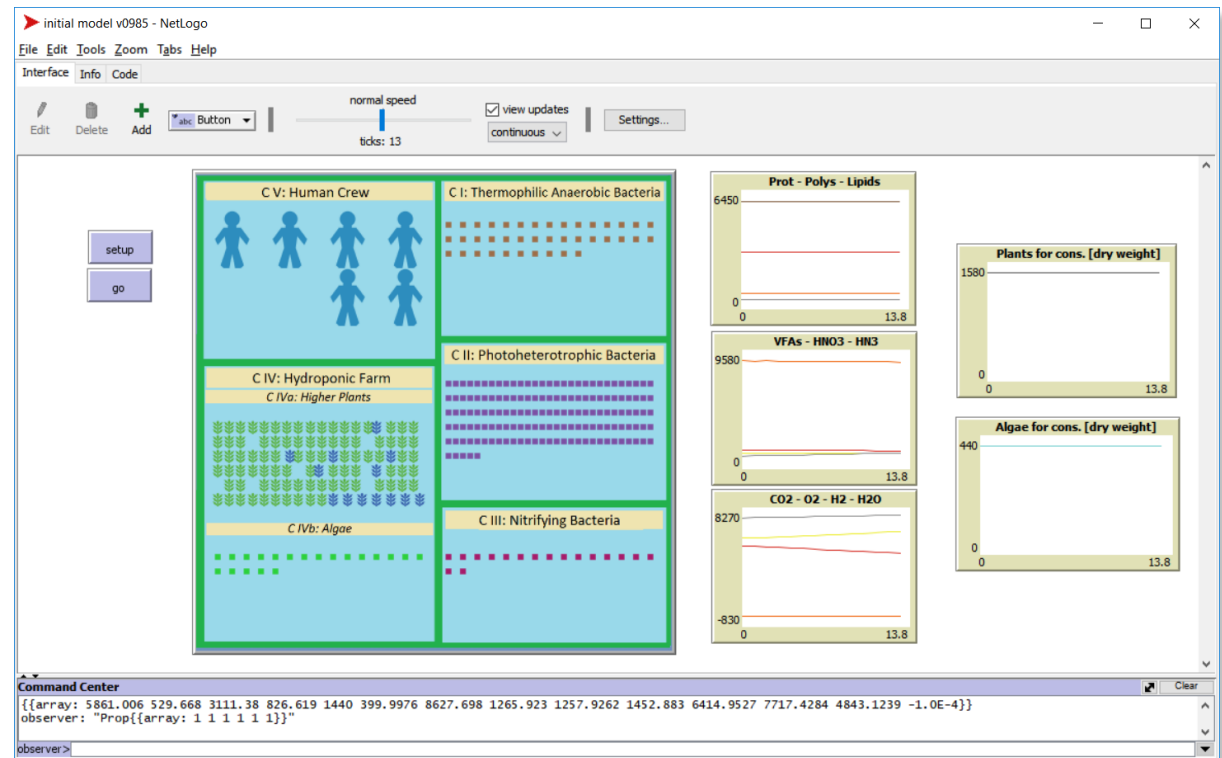 initial model v0985 - NetLogo
File Edit Tools Zoom Tabs Help
Interface Info Code
Edit Delete Add abc Button
normal speed
ticks: 13
view updates
continuous
Settings...
setup
go
C V: Human Crew
C I: Thermophilic Anaerobic Bacteria
C II: Photoheterotrophic Bacteria
C IV: Hydroponic Farm
C IVa: Higher Plants
C IVb: Algae
C III: Nitrifying Bacteria
Prot - Polys - Lipids
6450
0
0 13.8
VFAs - HNO3 - HN3
9580
0
0 13.8
CO2 - O2 - H2 - H2O
8270
-830
0 13.8
Plants for cons. [dry weight]
1580
0
0 13.8
Algae for cons. [dry weight]
440
0
0 13.8
Command Center
Clear
{{array: 5861.006 529.668 3111.38 826.619 1440 399.9976 8627.698 1265.923 1257.9262 1452.883 6414.9527 7717.4284 4843.1239 -1.0E-4}}
observer: "Prop{{array: 1 1 1 1 1 1}}"
observer>